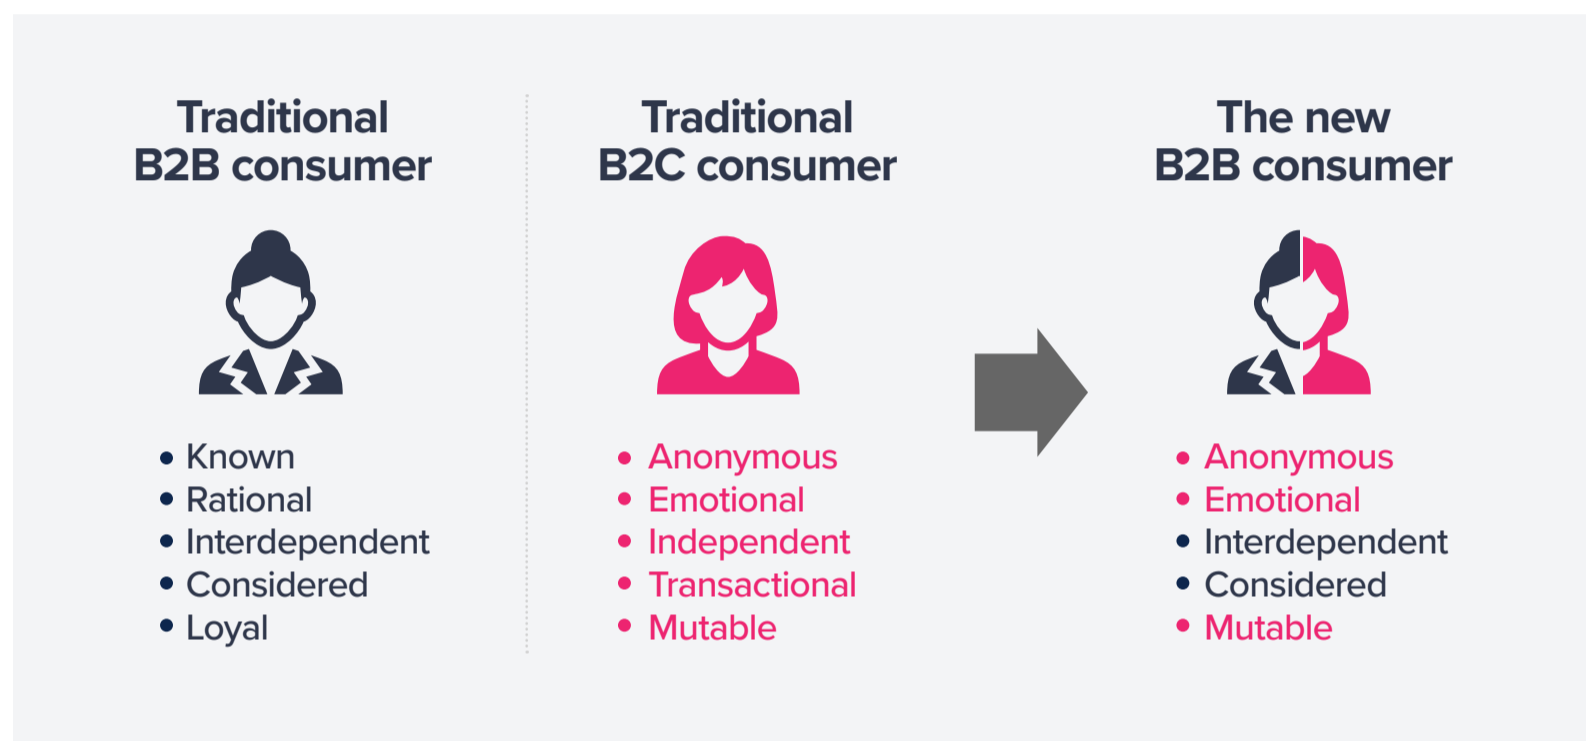 Traditional
B2B consumer
• Known
• Rational
• Interdependent
• Considered
• Loyal
Traditional
B2C consumer
• Anonymous
• Emotional
• Independent
• Transactional
• Mutable
The new
B2B consumer
• Anonymous
• Emotional
• Interdependent
• Considered
• Mutable